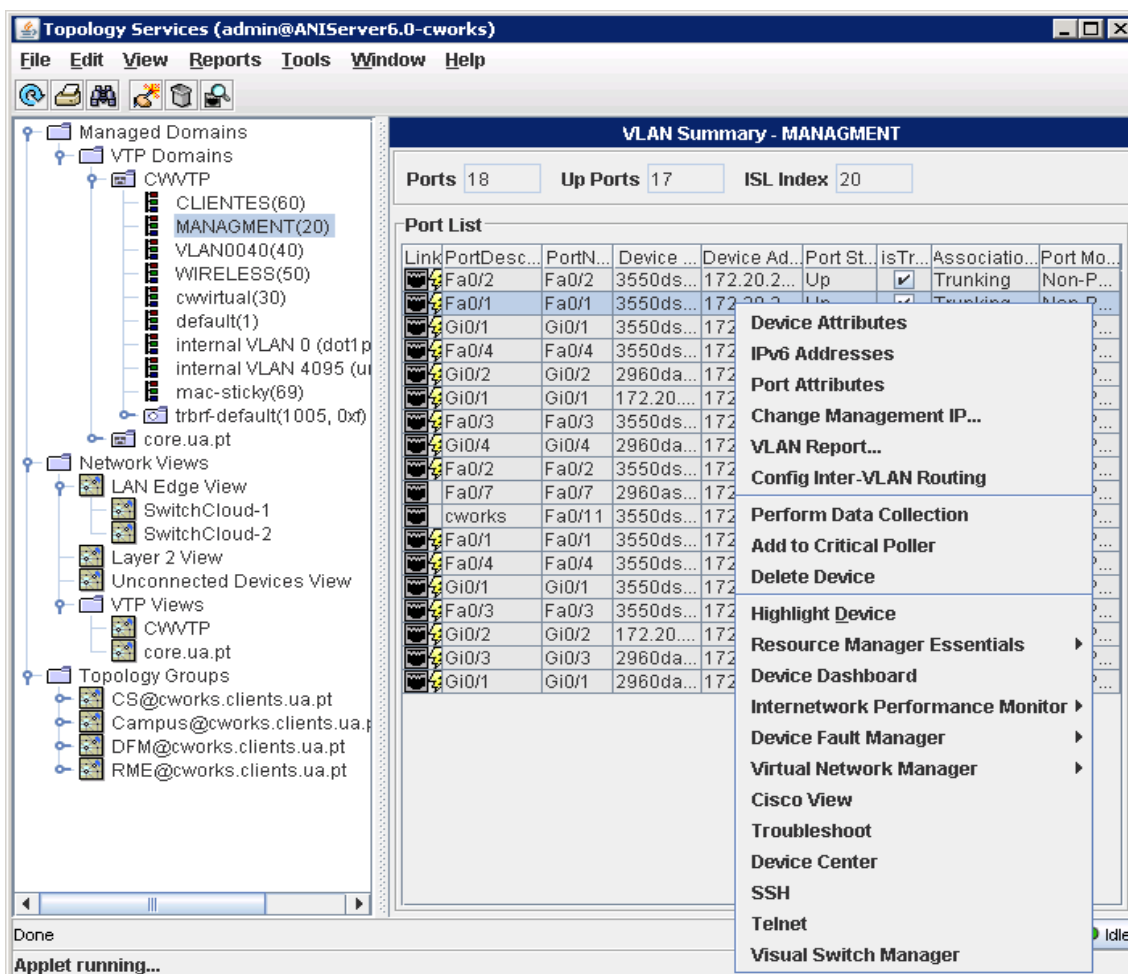 Topology Services (admin@ANIServer6.0-cworks)
File Edit View Reports Tools Window Help
Managed Domains
VTP Domains
CWVTP
CLIENTES(60)
MANAGMENT(20)
VLAN0040(40)
WIRELESS(50)
cwvirtual(30)
default(1)
internal VLAN 0 (dot1p
internal VLAN 4095 (u
mac-sticky(69)
trbrf-default(1005, 0xf)
core.ua.pt
Network Views
LAN Edge View
SwitchCloud-1
SwitchCloud-2
Layer 2 View
Unconnected Devices View
VTP Views
CWVTP
core.ua.pt
Topology Groups
CS@cworks.clients.ua.pt
Campus@cworks.clients.ua.p
DFM@cworks.clients.ua.pt
RME@cworks.clients.ua.pt
VLAN Summary - MANAGMENT
Ports 18 Up Ports 17 ISL Index 20
Port List
Link PortDesc... PortN... Device ... Device Ad... Port St... isTr... Associatio... Port Mo...
Fa0/2 Fa0/2 3550ds... 172.20.2... Up Trunking Non-P...
Fa0/1 Fa0/1 3550ds... 172.20.2... Up Trunking Non-P...
Gi0/1 Gi0/1 3550ds... 172
Fa0/4 Fa0/4 3550ds... 172
Gi0/2 Gi0/2 2960da... 172
Gi0/1 Gi0/1 172.20.... 172
Fa0/3 Fa0/3 3550ds... 172
Gi0/4 Gi0/4 2960da... 172
Fa0/2 Fa0/2 3550ds... 172
Fa0/7 Fa0/7 2960as... 172
cworks Fa0/11 3550ds... 172
Fa0/1 Fa0/1 3550ds... 172
Fa0/4 Fa0/4 3550ds... 172
Gi0/1 Gi0/1 3550ds... 172
Fa0/3 Fa0/3 3550ds... 172
Gi0/2 Gi0/2 172.20.... 172
Gi0/3 Gi0/3 2960da... 172
Gi0/1 Gi0/1 2960da... 172
Device Attributes
IPv6 Addresses
Port Attributes
Change Management IP...
VLAN Report...
Config Inter-VLAN Routing
Perform Data Collection
Add to Critical Poller
Delete Device
Highlight Device
Resource Manager Essentials
Device Dashboard
Internetwork Performance Monitor
Device Fault Manager
Virtual Network Manager
Cisco View
Troubleshoot
Device Center
SSH
Telnet
Visual Switch Manager
Done
Idle
Applet running...